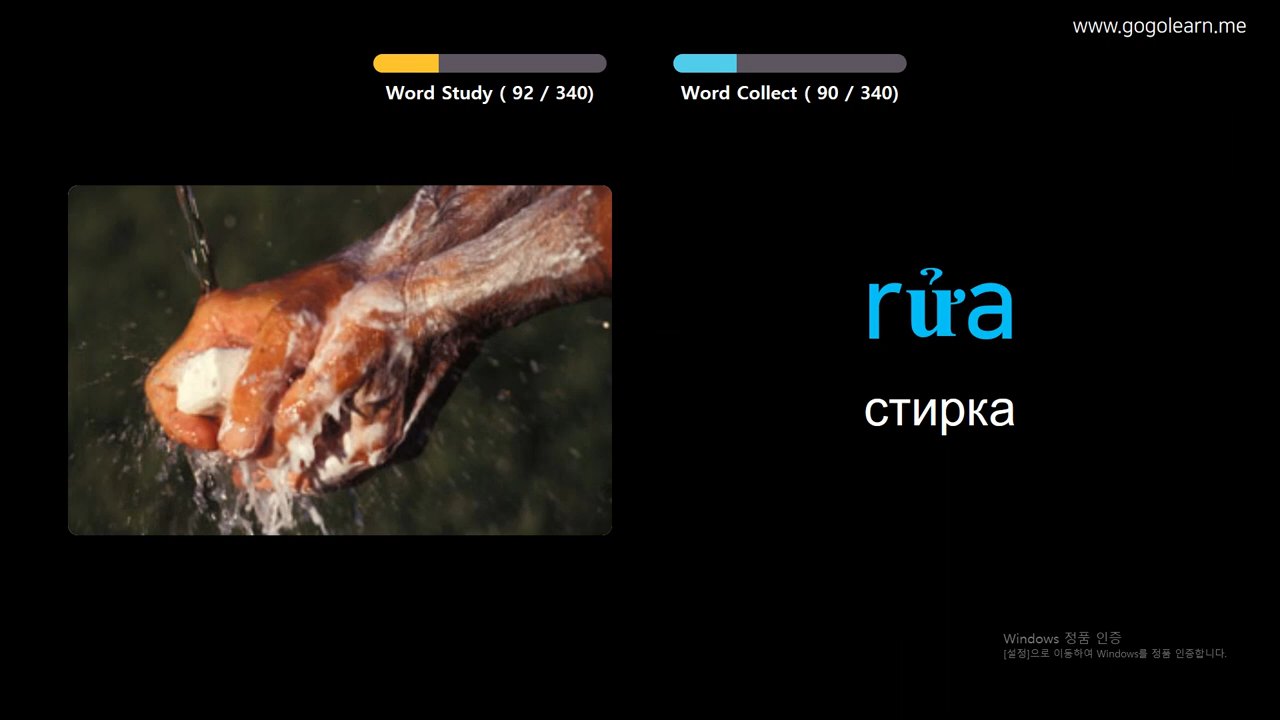 www.gogolearn.me
Word Study ( 92 / 340)
Word Collect ( 90 / 340)
rửa
стирка
Windows 정품 인증
[설정]으로 이동하여 Windows를 정품 인증합니다.